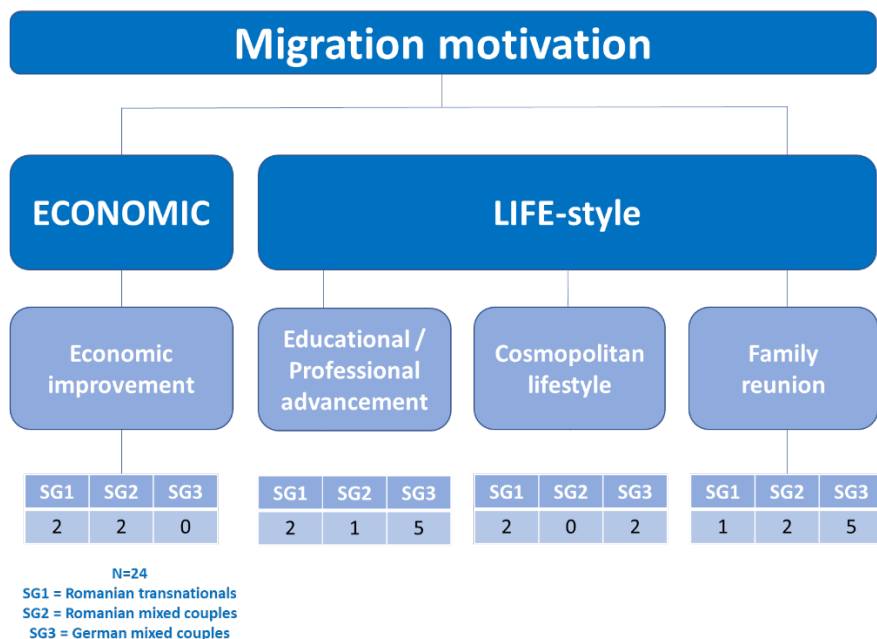 Migration motivation
ECONOMIC
LIFE-style
Economic
improvement
Educational /
Professional
advancement
Cosmopolitan
lifestyle
Family
reunion
SG1 SG2 SG3
2 2 0
SG1 SG2 SG3
2 1 5
SG1 SG2 SG3
2 0 2
SG1 SG2 SG3
1 2 5
N=24
SG1 = Romanian transnationals
SG2 = Romanian mixed couples
SG3 = German mixed couples